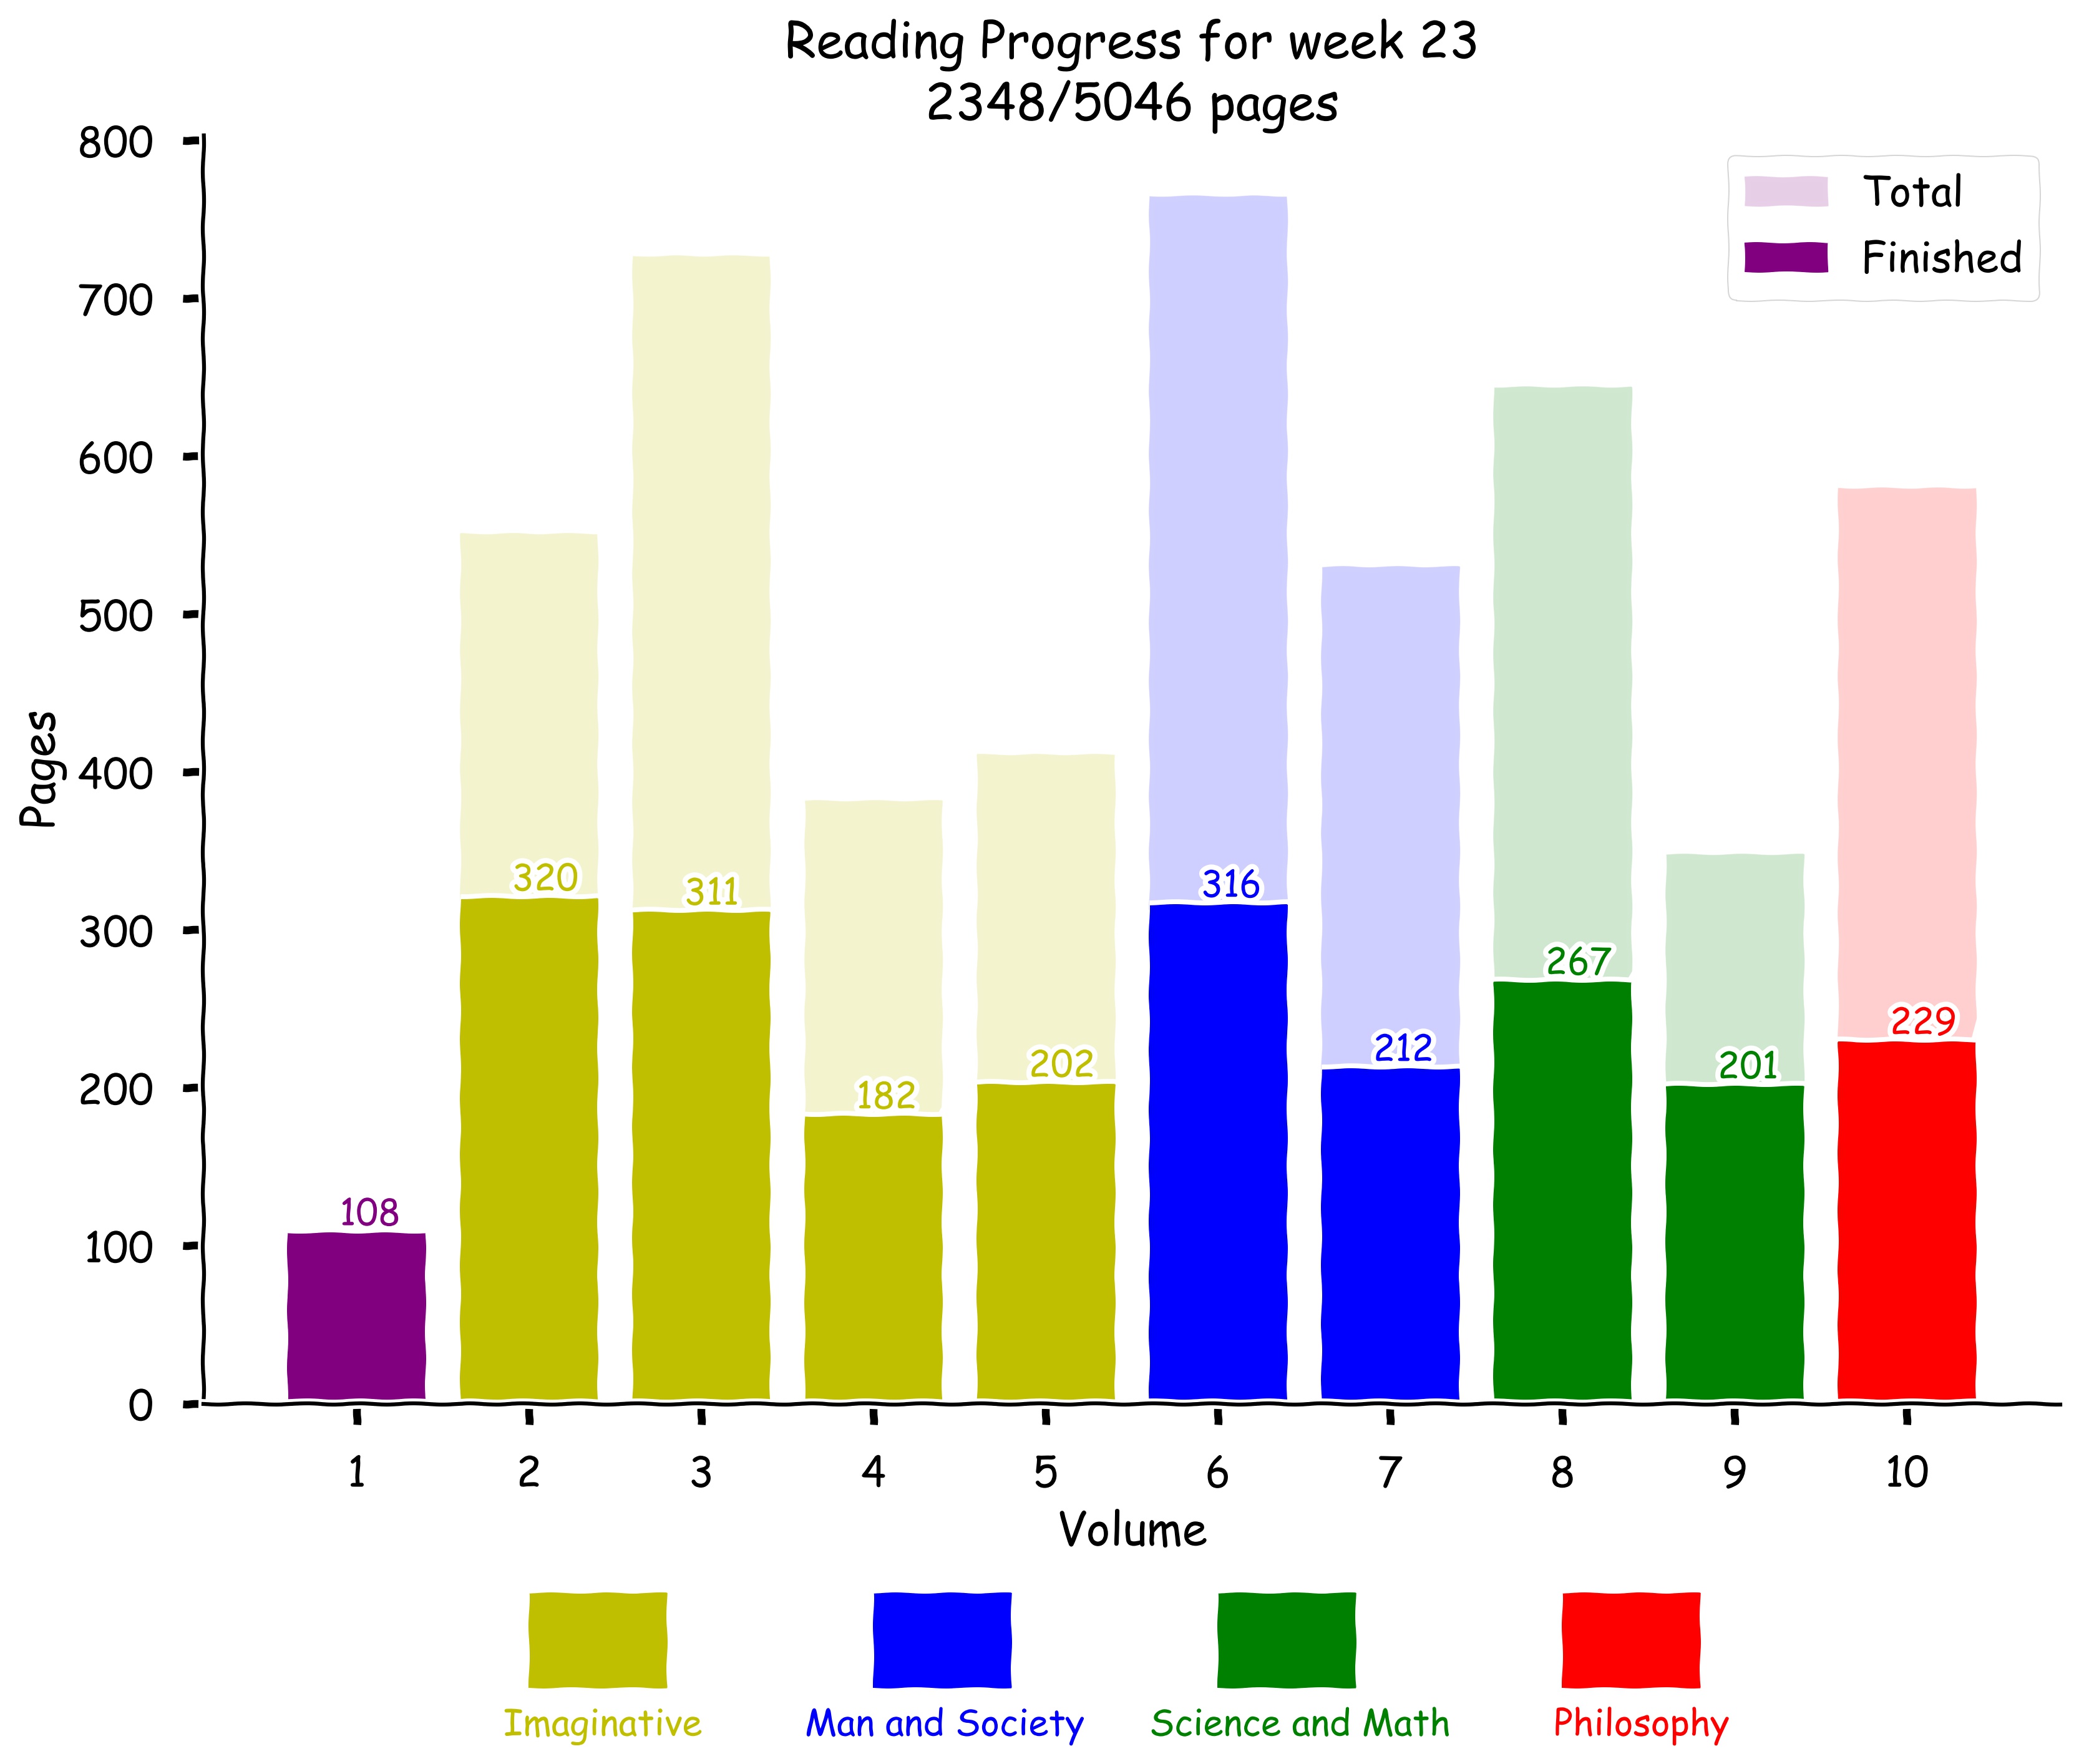 Reading Progress for week 23
2348/5046 pages
Total
Finished
Pages
800
700
600
500
400
300
200
100
0
108
320
311
182
202
316
212
267
201
229
1 2 3 4 5 6 7 8 9 10
Volume
Imaginative Man and Society Science and Math Philosophy